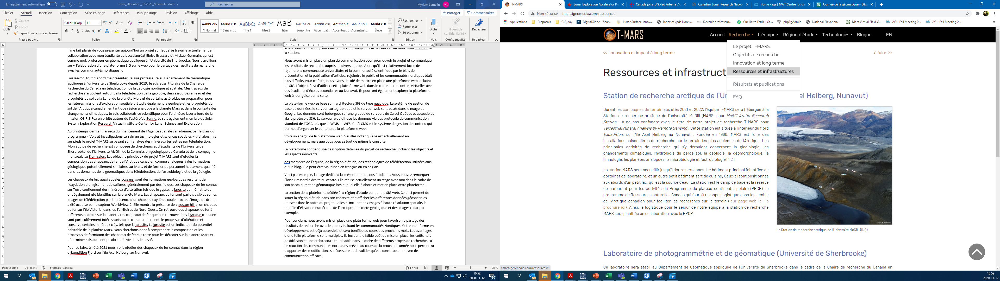 Enregistrement automatique
notes_allocution_IDS2020_MLemelin.docx
Rechercher
Myriam Lemelin
ML
Fichier Accueil Insertion Conception Mise en page Références Publipostage Révision Affichage Aide
Partager Commentaires
Coller
Couper
Copier
Reproduire la mise en forme
Presse-papiers
Calibri (Corp 11
Police
Paragraphe
¶ Normal ¶ Sans int... Titre 1 Titre 2 Titre Sous-titre Accentuat... Accentuat... Accentuat... Élevé
Styles
Rechercher
Remplacer
Sélectionner
Édition
Dicter
Voix
Niveau de confidentialité
Confidentialité
Rédacteur
Rédacteur
Il me fait plaisir de vous présenter aujourd’hui un projet sur lequel je travaille actuellement en
collaboration avec mon étudiante au baccalauréat Éloise Brassard et Mickael Germain, qui est
comme moi, professeur en géomatique appliquée à l’Université de Sherbrooke. Nous travaillons
sur « l’élaboration d’une plate-forme SIG sur le web pour le partage des résultats de recherche
avec les communautés nordiques ».
Laissez-moi tout d’abord me présenter. Je suis professeure au Département de Géomatique
appliquée à l’université de Sherbrooke depuis 2019. Je suis aussi titulaire de la Chaire de
Recherche du Canada en télédétection de la géologie nordique et spatiale. Mes travaux de
recherche s’articulent autour de la télédétection de la géologie, des ressources en eau et des
propriétés du sol de la Lune, de la planète Mars et de certains astéroïdes en préparation pour
les futures missions d’exploration spatiale. J’étudie également la géologie et les propriétés du
sol de l’Arctique canadien en tant que région analogue à la planète Mars et dans le contexte des
changements climatiques. Je suis collaboratrice scientifique pour l’altimètre laser à bord de la
mission OSIRIS-Rex en orbite autour de l’astéroïde Bennu. Je suis également membre du Solar
System Exploration Research Virtual Institute Center for Lunar Science and Exploration.
Au printemps dernier, j’ai reçu du financement de l’Agence spatiale canadienne, par le biais du
programme « Vols et investigations-terrain en technologies et sciences spatiales ». J’ai alors mis
sur pieds le projet T-MARS se basant sur l’analyse des minéraux terrestres par télédétection.
Mon équipe de recherche est composée de chercheurs et d’étudiants de l’Université de
Sherbrooke, de l’Université McGill, de la Commission géologique du Canada et de la compagnie
montréalaise Elemission. Les objectifs principaux du projet T-MARS sont d’étudier la
composition des chapeaux de fer de l’Arctique canadien comme analogues à des formations
géologiques potentiellement similaires sur Mars, et de former du personnel hautement qualifié
dans les domaines de la géomatique, de la télédétection, de l’astrobiologie et de la géologie.
Les chapeaux de fer, aussi appelés gossans, sont des formations géologiques résultant de
l’oxydation d’un gisement de sulfures, généralement par des fluides. Les chapeaux de fer connus
sur Terre contiennent des minéraux d’altération tels que le gypse, la jarosite et l’hématite qui
ont également été identifiés sur la planète Mars. Les chapeaux de fer sont parfois visibles sur les
images de télédétection par la présence d’un chapeau oxydé de couleur ocre. L’image de droite
a été acquise par le capteur WorldView-2. Elle montre la présence de « gossan hill », un chapeau
de fer sur l’île Victoria, dans les Territoires du Nord-Ouest. On retrouve des chapeaux de fer à
différents endroits sur la planète. Les chapeaux de fer que l’on retrouve dans l’Artique canadien
sont particulièrement intéressants car le climat aride ralenti le processus d’altération et
conserve certains minéraux clés, tels que la jarosite. La jarosite est un indicateur du potentiel
habitable de la planète Mars. Nous cherchons donc à comprendre la composition et les
processus de formation des chapeaux de fer sur Terre pour les détecter sur la planète Mars et
déterminer s’ils auraient pu abriter la vie dans le passé.
Pour ce faire, à l’été 2021 nous irons étudier des chapeaux de fer connus dans la région
d’Expedition Fjord sur l’île Axel Heiberg, au Nunavut.
la station.
Nous avons mis en place un plan de communication pour promouvoir le projet et communiquer
les résultats de recherche auprès de divers publics. Alors qu’il est relativement facile de
rejoindre la communauté universitaire et la communauté scientifique par le biais de
présentation et la publication d’articles, rejoindre le public et les communautés nordiques était
plus difficile. Pour ce faire, nous avons décidé de mettre en place une plateforme web incluant
un SIG. L’objectif est d’utiliser cette plate-forme web dans le cadre de rencontres virtuelles avec
des étudiants d’écoles secondaires au Nunavut. Ils pourront également explorer la plateforme
web à leur guise par la suite.
La plate-forme web se base sur l’architecture SIG de type nuagique. Le système de gestion de
base de données, le serveur cartographique et le serveur web sont basés dans le nuage de
Google. Les données sont hébergées sur une grappe de serveurs de Calcul Québec et accessibles
via le protocole SSH. Le serveur web diffuse les données via des protocole de communication
standard de l’OGC tels que le WMS et WFS. Craft CMS est le système de gestion de contenu qui
permet d’organiser le contenu de la plateforme web.
Voici un aperçu de la plateforme web. Veuillez noter qu’elle est actuellement en
développement, mais que vous pouvez tout de même la consulter
La plateforme contient une description détaillée du projet de recherche, incluant les objectifs et
les aspects innovants.
des membres de l’équipe, de la région d’étude, des technologies de télédétection utilisées ainsi
qu’un blog. Elle peut être visualisée en français ou en anglais.
Voici par exemple, la page dédiée à la présentation de nos étudiants. Vous pouvez remarquer
Éloise Brassard à droite au centre. Elle réalise actuellement un stage avec moi dans le cadre de
son baccalauréat en géomatique lors duquel elle élabore et met en place cette plateforme.
La section de la plateforme dédiée à la région d’étude contient le SIG web. Celui-ci permet de
situer la région d’étude dans son contexte et d’afficher les différentes données géospatiales
utilisées dans le cadre du projet. Celles-ci incluent des images à haute résolution spatiale, le
modèle d’élévation numérique de l’arctique, une carte géologique et des images radar par
exemple.
Pour conclure, nous avons mis en place une plate-forme web pour favoriser le partage des
résultats de recherche avec le public, incluant les communautés Nordiques. Cette plateforme en
développement est déjà accessible et sera bonifiée au cours des prochains mois. Les avantages
d’une telle plateforme sont multiples. Ils incluent le faible coût de mise en place, les coûts nuls
de diffusion et une architecture réutilisable dans le cadre de différents projets de recherche. La
rétroaction des communautés nordiques prévue au cours de la prochaine année nous permettra
d’apporter des modifications si nécessaire et de valider qu’elle constitue un moyen de
communication efficace.
Page 2 sur 3 1041 mots Français (Canada) Focus 100 %
10:52
2020-11-12
20
T-MARS
Lunar Exploration Accelerator Pr
Canada joins U.S.-led Artemis Ac
Canadian Lunar Research Netwo
Home Page | NWT Centre for Ge
Journée de la géomatique - Dépa
Non sécurisé | tmars.igeomedia.com/ressources
Applications Proposals GIS_day DigitalGlobe - Sear... Lunar Surface Innov... Index of /pds4/orex... Devenir professeur... Cueillette Estrie | Ca... phpPgAdmin National Elevation... Mars Virtual Field C... AGU Fall Meeting 2... AGU Fall Meeting 2...
T-MARS
Accueil Recherche L'équipe Région d'étude Technologies Blogue EN
Le projet T-MARS
Objectifs de recherche
Innovation et long terme
Ressources et infrastructures
Résultats et publications
FAQ
<< Innovation et impact à long terme
à faire >>
Ressources et infrastruct
Station de recherche arctique de l'Ur el Heiberg, Nunavut)
Durant les campagnes de terrain aux étés 2021 et 2022, l'équipe T-MARS sera hébergée à la
Station de recherche arctique de l'université McGill (MARS, pour McGill Arctic Research
Station - à ne pas confondre avec le titre de notre projet de recherche T-MARS pour
Terrestrial Mineral Analysis by Remote Sensing). Cette station est située à l'intérieur du fjord
Expedition, sur l'île Axel Heiberg au Nunavut . Fondée en 1960, MARS est l'une des
installations saisonnières de recherche sur le terrain les plus anciennes de l'Arctique. Les
principales activités de recherche qui s'y déroulent concernent la glaciologie, les
changements climatiques, l'hydrologie du pergélisol, la géologie, la géomorphologie, la
limnologie, les planètes analogues, la microbiologie et l'astrobiologie [1,2].
La station MARS peut accueillir jusqu'à douze personnes. Le bâtiment principal fait office de
dortoir et de laboratoire, et un autre petit bâtiment sert de cuisine. Ceux-ci sont positionnés
aux abords d'un petit lac, qui est la source d'eau. La station est le camp de base et la réserve
de carburant pour les activités du Programme du plateau continental polaire (PPCP), le
programme de Ressources naturelles Canada qui fournit un appui logistique dans l'ensemble
de l'Arctique canadien pour faciliter les recherches sur le terrain (leur page web ici, la
brochure ici). Ainsi, la logistique pour le séjour de notre équipe à la station de recherche
MARS sera planifiée en collaboration avec le PPCP.
La Station de recherche arctique de l'Université McGill. (INQ)
Laboratoire de photogrammétrie et de géomatique (Université de Sherbrooke)
Ce laboratoire sera établi au Département de Géomatique appliquée de l'Université de Sherbrooke dans le cadre de la Chaire de recherche du Canada en
tmars.igeomedia.com/ressources#
10:52
2020-11-12